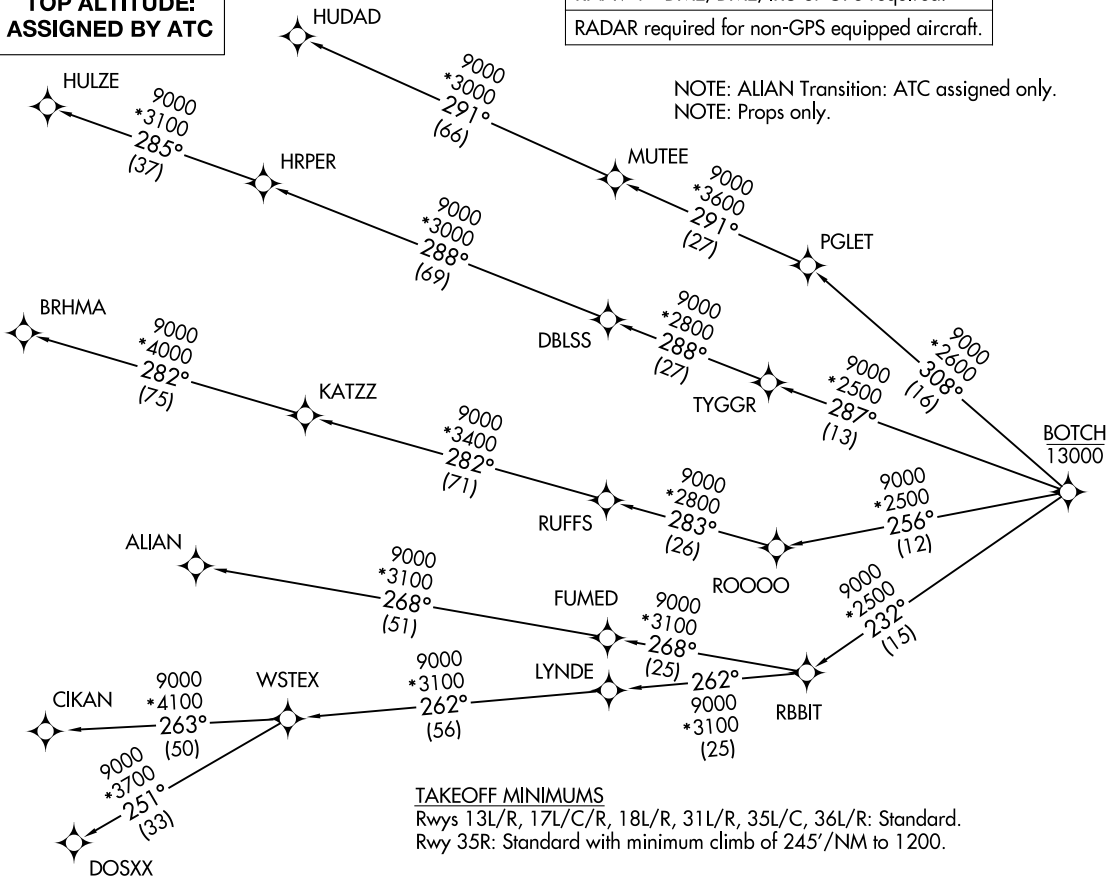 TOP ALTITUDE:
ASSIGNED BY ATC
RADAR required for non-GPS equipped aircraft.
NOTE: ALIAN Transition: ATC assigned only.
NOTE: Props only.
HUDAD
9000
*3000
291°
(66)
HULZE
9000
*3100
285°
(37)
HRPER
MUTEE
9000
*3600
291°
(27)
PGLET
9000
*3000
288°
(69)
BRHMA
9000
*4000
282°
(75)
DBLSS
9000
*2800
288°
(27)
TYGGR
9000
*2600
308°
(16)
9000
*2500
287°
(13)
KATZZ
9000
*3400
282°
(71)
BOTCH
13000
RUFFS
9000
*2800
283°
(26)
ROOOO
9000
*2500
256°
(12)
ALIAN
9000
*3100
268°
(51)
FUMED
9000
*3100
268°
(25)
9000
*2500
232°
(15)
RBBIT
LYNDE
262°
9000
*3100
(25)
WSTEX
9000
*3100
262°
(56)
CIKAN
9000
*4100
263°
(50)
9000
*3700
251°
(33)
DOSXX
TAKEOFF MINIMUMS
Rwys 13L/R, 17L/C/R, 18L/R, 31L/R, 35L/C, 36L/R: Standard.
Rwy 35R: Standard with minimum climb of 245'/NM to 1200.